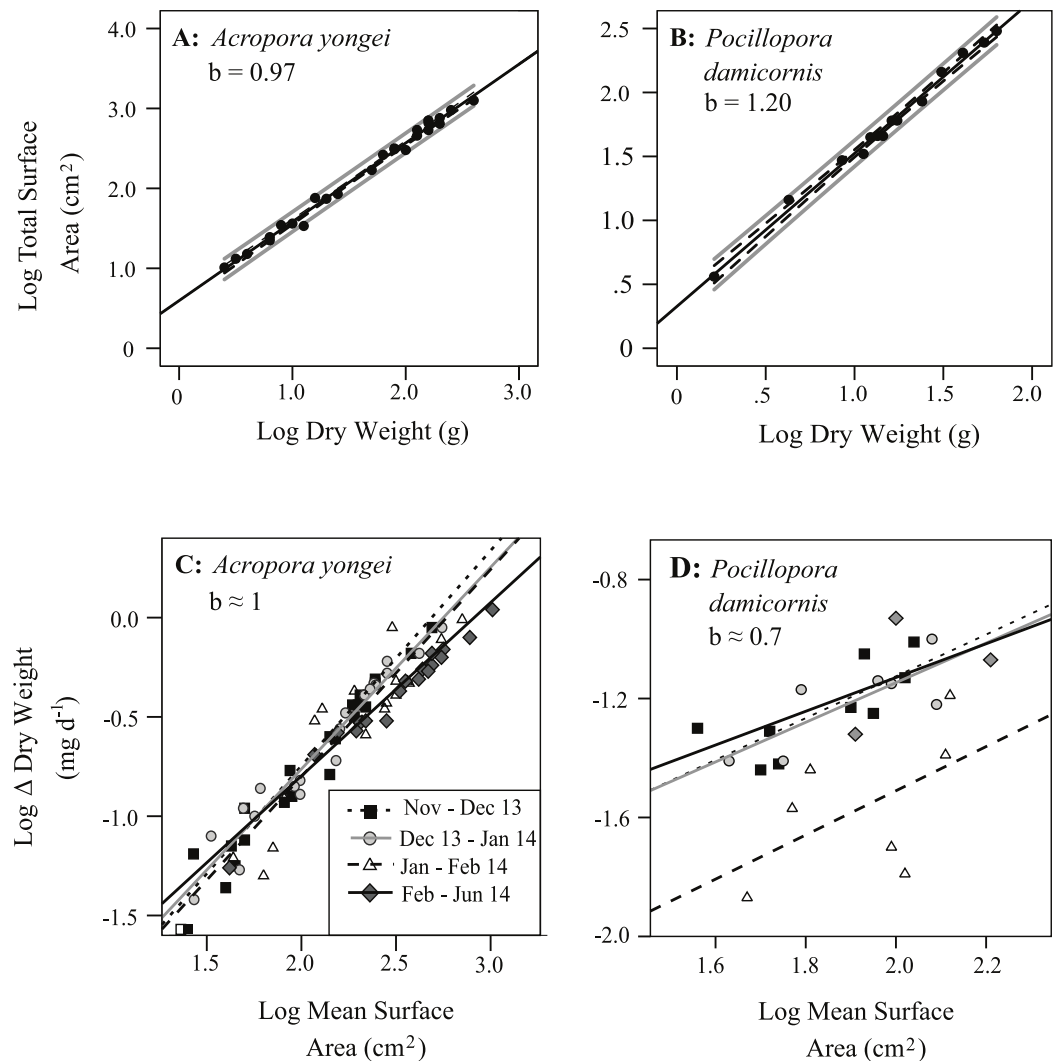 A: Acropora yongei
b = 0.97
4.0
3.0
2.0
1.0
0
0
1.0
2.0
3.0
Log Total Surface
Area (cm²)
Log Dry Weight (g)
B: Pocillopora
damicornis
b = 1.20
2.5
2.0
1.5
1.0
.5
0
0
.5
1.0
1.5
2.0
Log Dry Weight (g)
C: Acropora yongei
b ≈ 1
0.0
-0.5
-1.0
-1.5
1.5
2.0
2.5
3.0
Log Δ Dry Weight
(mg d⁻¹)
Nov - Dec 13
Dec 13 - Jan 14
Jan - Feb 14
Feb - Jun 14
Log Mean Surface
Area (cm²)
D: Pocillopora
damicornis
b ≈ 0.7
-0.8
-1.2
-1.6
-2.0
1.6
1.8
2.0
2.2
Log Mean Surface
Area (cm²)